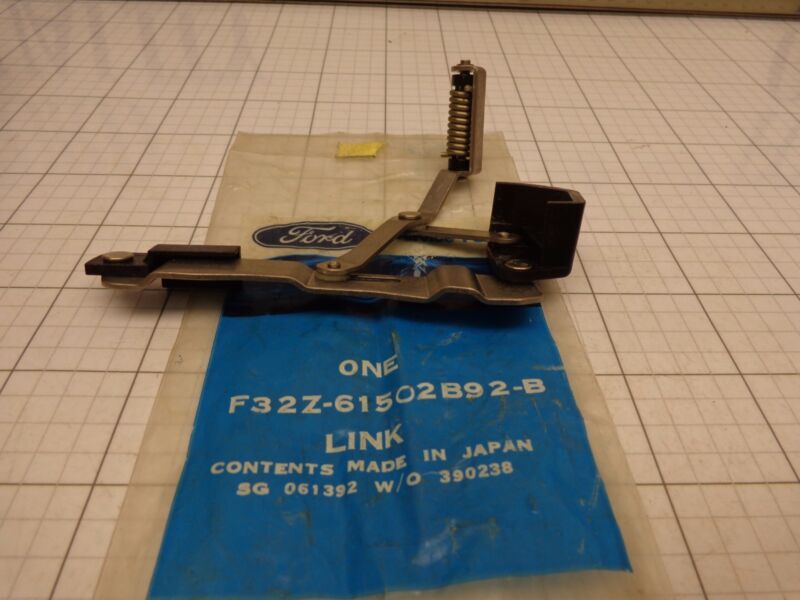 Ford
ONE
F32Z-61502B92-B
LINK
CONTENTS MADE IN JAPAN
SG 061392 W/O 390238